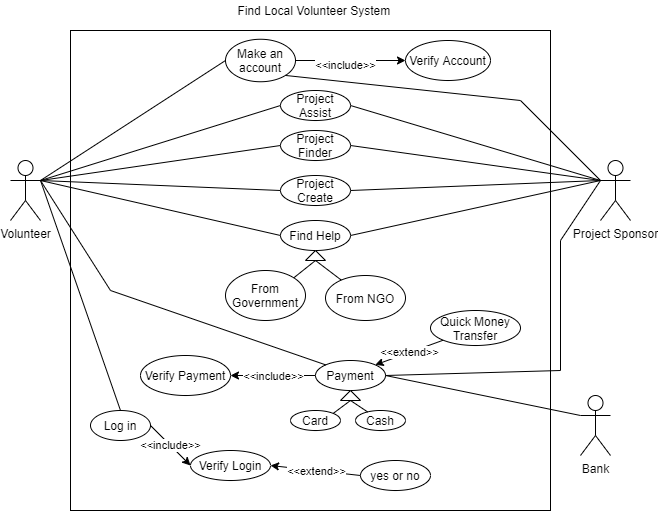 Find Local Volunteer System
Make an
account
<<include>>
Verify Account
Project
Assist
Project
Finder
Project
Create
Volunteer
Project Sponsor
Find Help
From
Government
From NGO
Quick Money
Transfer
<<extend>>
Verify Payment
<<include>>
Payment
Card
Cash
Log in
<<include>>
Verify Login
<<extend>>
yes or no
Bank